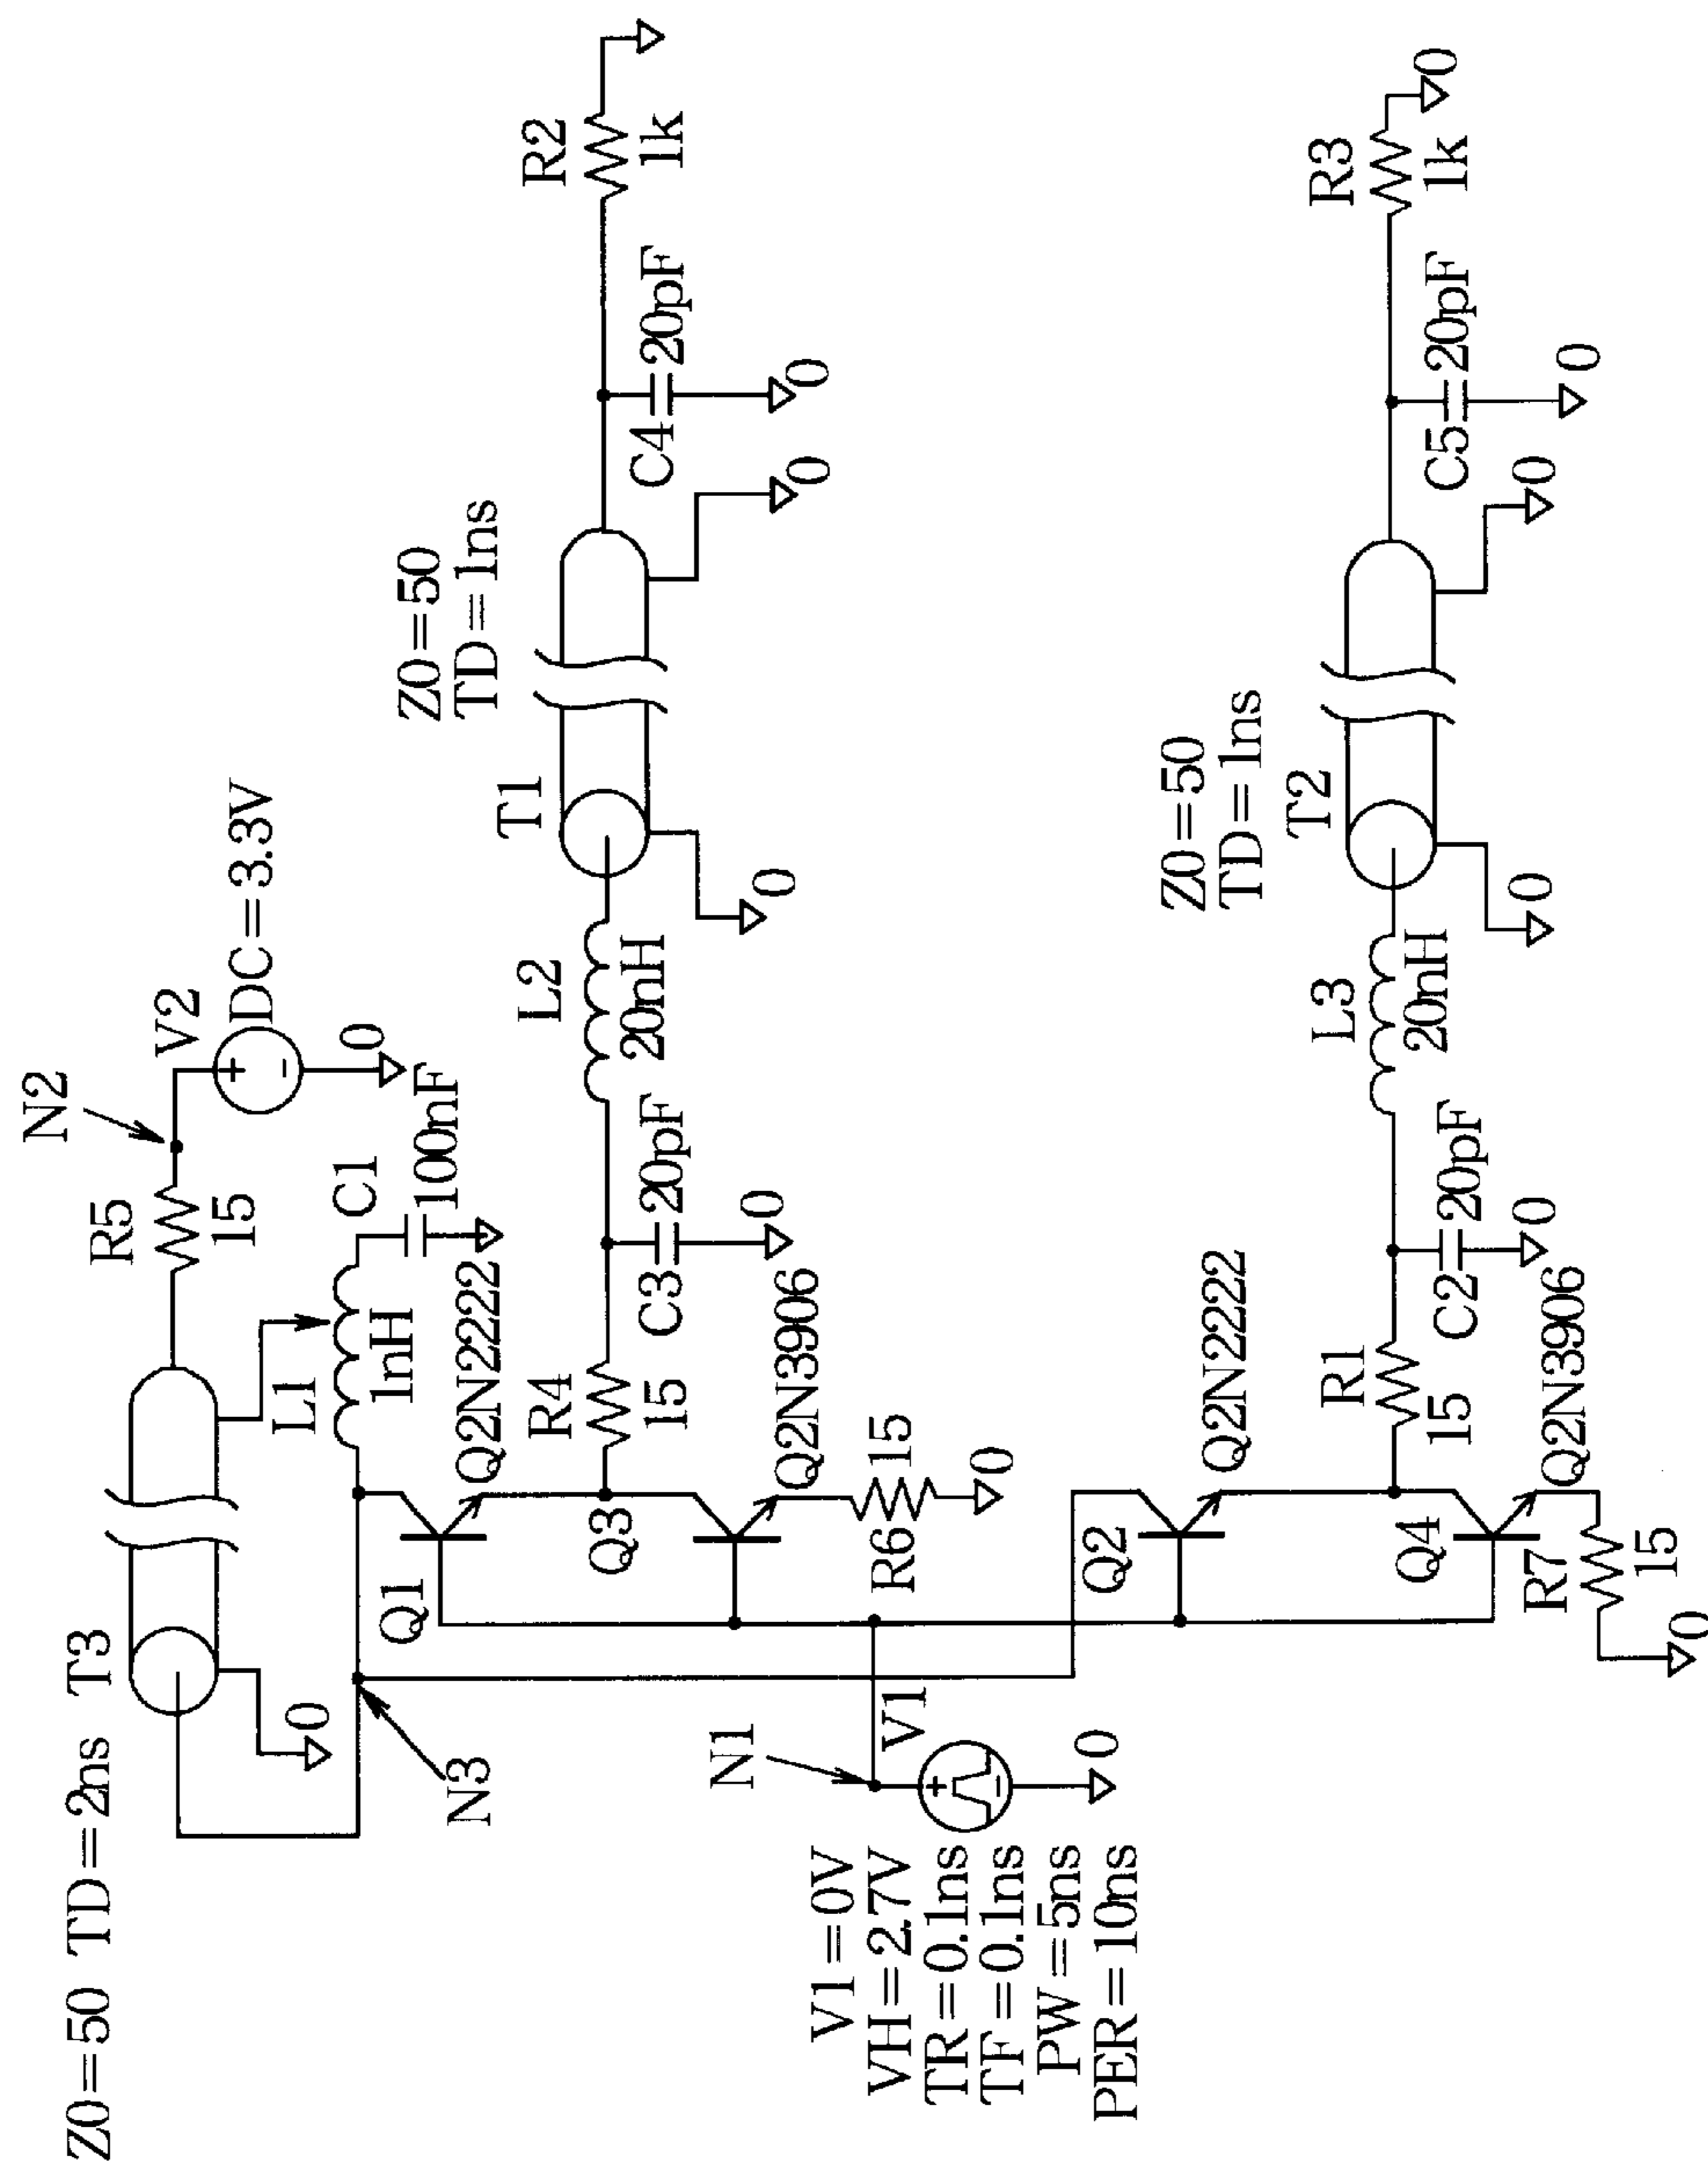 Z0=50 TD=2ns T3
0
R5
15
N2
V2
DC=3.3V
0
L1
1nH
C1
100nF
N3
Q1
Q2N2222
Q3
Q2N3906
R4
15
C3
20pF
0
L2
20nH
T1
Z0=50
TD=1ns
0
0
C4
20pF
0
R2
1k
R6
15
0
N1
V1
0
V1=0V
VH=2.7V
TR=0.1ns
TF=0.1ns
PW=5ns
PER=10ns
Q2
Q2N2222
Q4
Q2N3906
R7
15
0
R1
15
C2
20pF
0
L3
20nH
T2
Z0=50
TD=1ns
0
0
C5
20pF
0
R3
1k
0